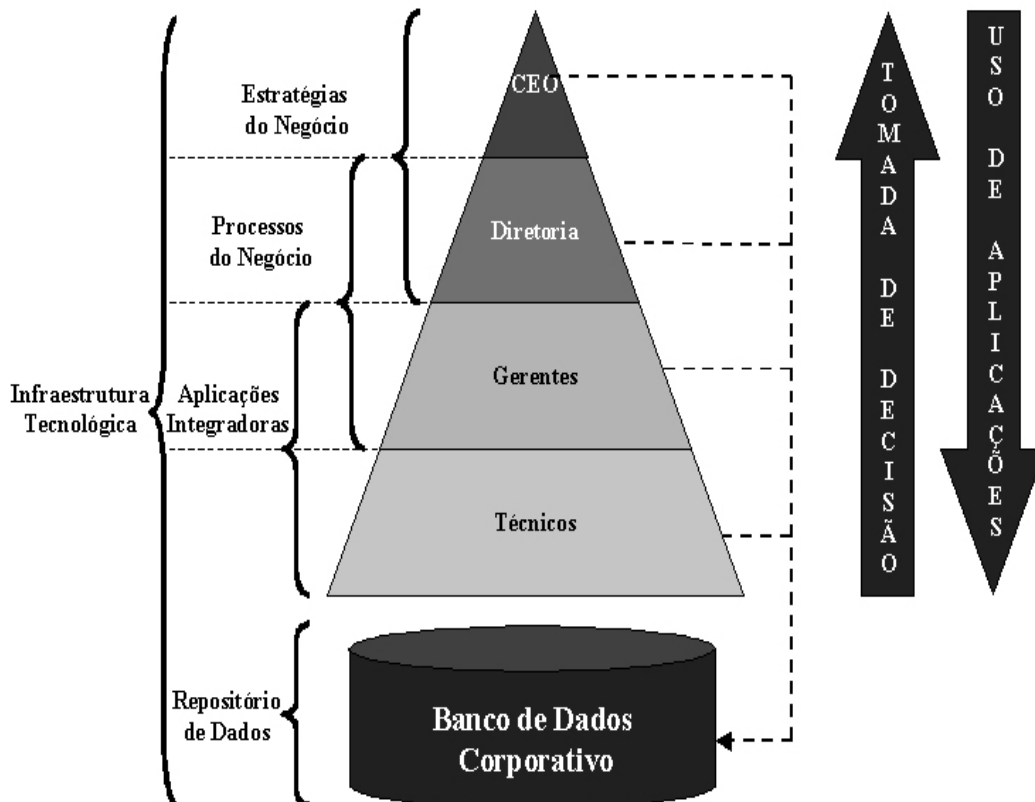 CEO
Estratégias
do Negócio
Diretoria
Processos
do Negócio
Gerentes
Infraestrutura
Tecnológica
Aplicações
Integradoras
Técnicos
Repositório
de Dados
Banco de Dados
Corporativo
TOMADA DE DECISÃO
USO DE APLICAÇÕES